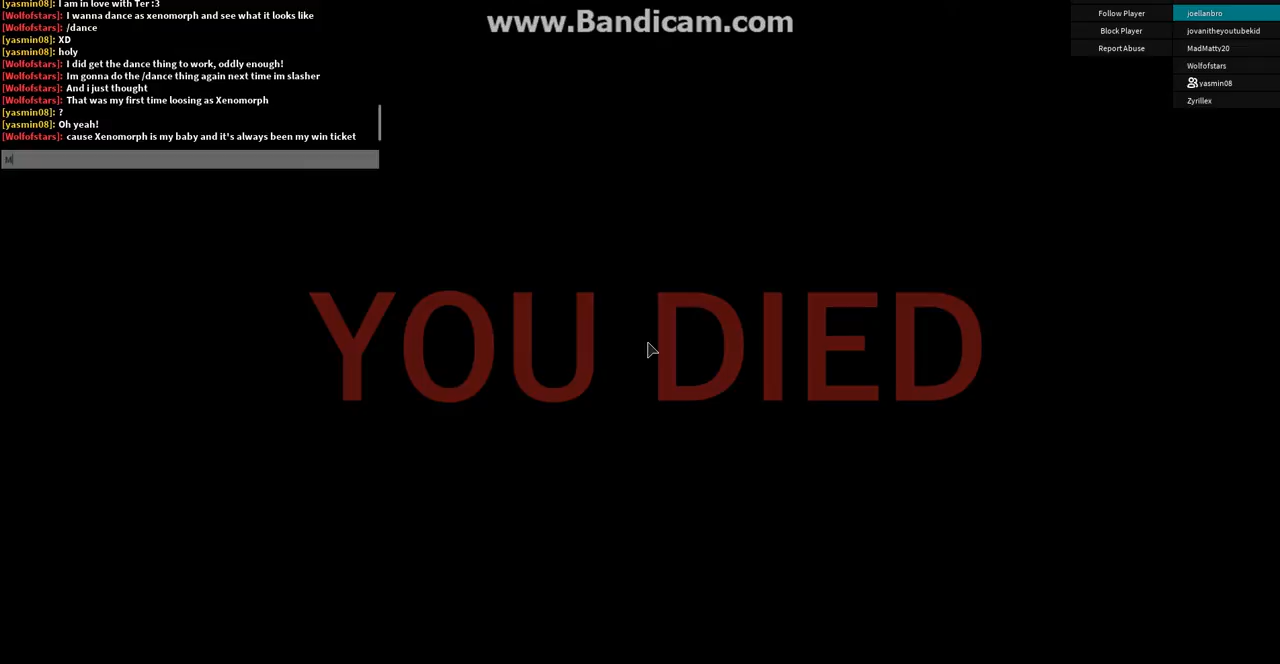 [yasmin08]: I am in love with Ter :3
[Wolfofstars]: I wanna dance as xenomorph and see what it looks like
[Wolfofstars]: /dance
[yasmin08]: XD
[yasmin08]: holy
[Wolfofstars]: I did get the dance thing to work, oddly enough!
[Wolfofstars]: Im gonna do the /dance thing again next time im slasher
[Wolfofstars]: And i just thought
[Wolfofstars]: That was my first time loosing as Xenomorph
[yasmin08]: ?
[yasmin08]: Oh yeah!
[Wolfofstars]: cause Xenomorph is my baby and it's always been my win ticket
M
www.Bandicam.com
Follow Player
Block Player
Report Abuse
joellanbro
jovanitheyoutubekid
MadMatty20
Wolfofstars
yasmin08
Zyrillex
YOU DIED